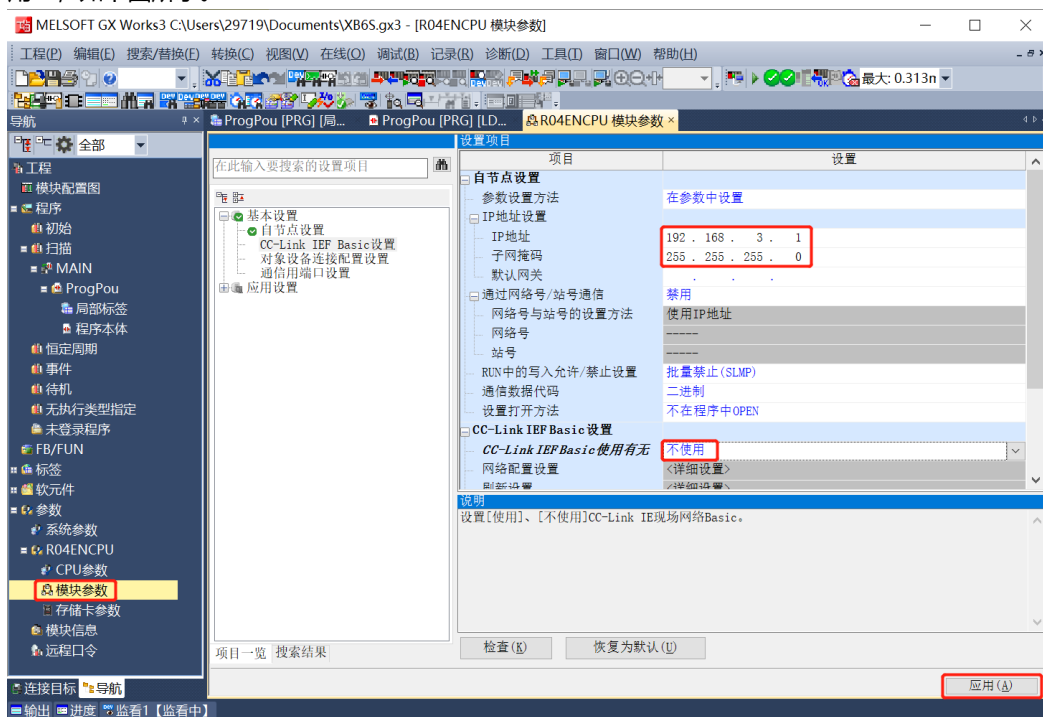 MELSOFT GX Works3 C:\Users\29719\Documents\XB6S.gx3 - [R04ENCPU 模块参数]
工程(P) 编辑(E) 搜索/替换(F) 转换(C) 视图(V) 在线(O) 调试(B) 记录(R) 诊断(D) 工具(T) 窗口(W) 帮助(H)
最大: 0.313n
导航
ProgPou [PRG] [局...
ProgPou [PRG] [LD...
R04ENCPU 模块参数
全部
工程
模块配置图
程序
初始
扫描
MAIN
ProgPou
局部标签
程序本体
恒定周期
事件
待机
无执行类型指定
未登录程序
FB/FUN
标签
软元件
参数
系统参数
R04ENCPU
CPU参数
模块参数
存储卡参数
模块信息
远程口令
连接目标 导航
在此输入要搜索的设置项目
基本设置
自节点设置
CC-Link IEF Basic设置
对象设备连接配置设置
通信用端口设置
应用设置
项目一览 搜索结果
设置项目
项目 设置
自节点设置
参数设置方法 在参数中设置
IP地址设置
IP地址 192 . 168 . 3 . 1
子网掩码 255 . 255 . 255 . 0
默认网关 . . .
通过网络号/站号通信 禁用
网络号与站号的设置方法 使用IP地址
网络号 -----
站号 -----
RUN中的写入允许/禁止设置 批量禁止(SLMP)
通信数据代码 二进制
设置打开方法 不在程序中OPEN
CC-Link IEF Basic设置
CC-Link IEF Basic使用有无 不使用
网络配置设置 <详细设置>
刷新设置 <详细设置>
说明
设置[使用]、[不使用]CC-Link IE现场网络Basic。
检查(K) 恢复为默认(U)
应用(A)
输出 进度 监看1【监看中】